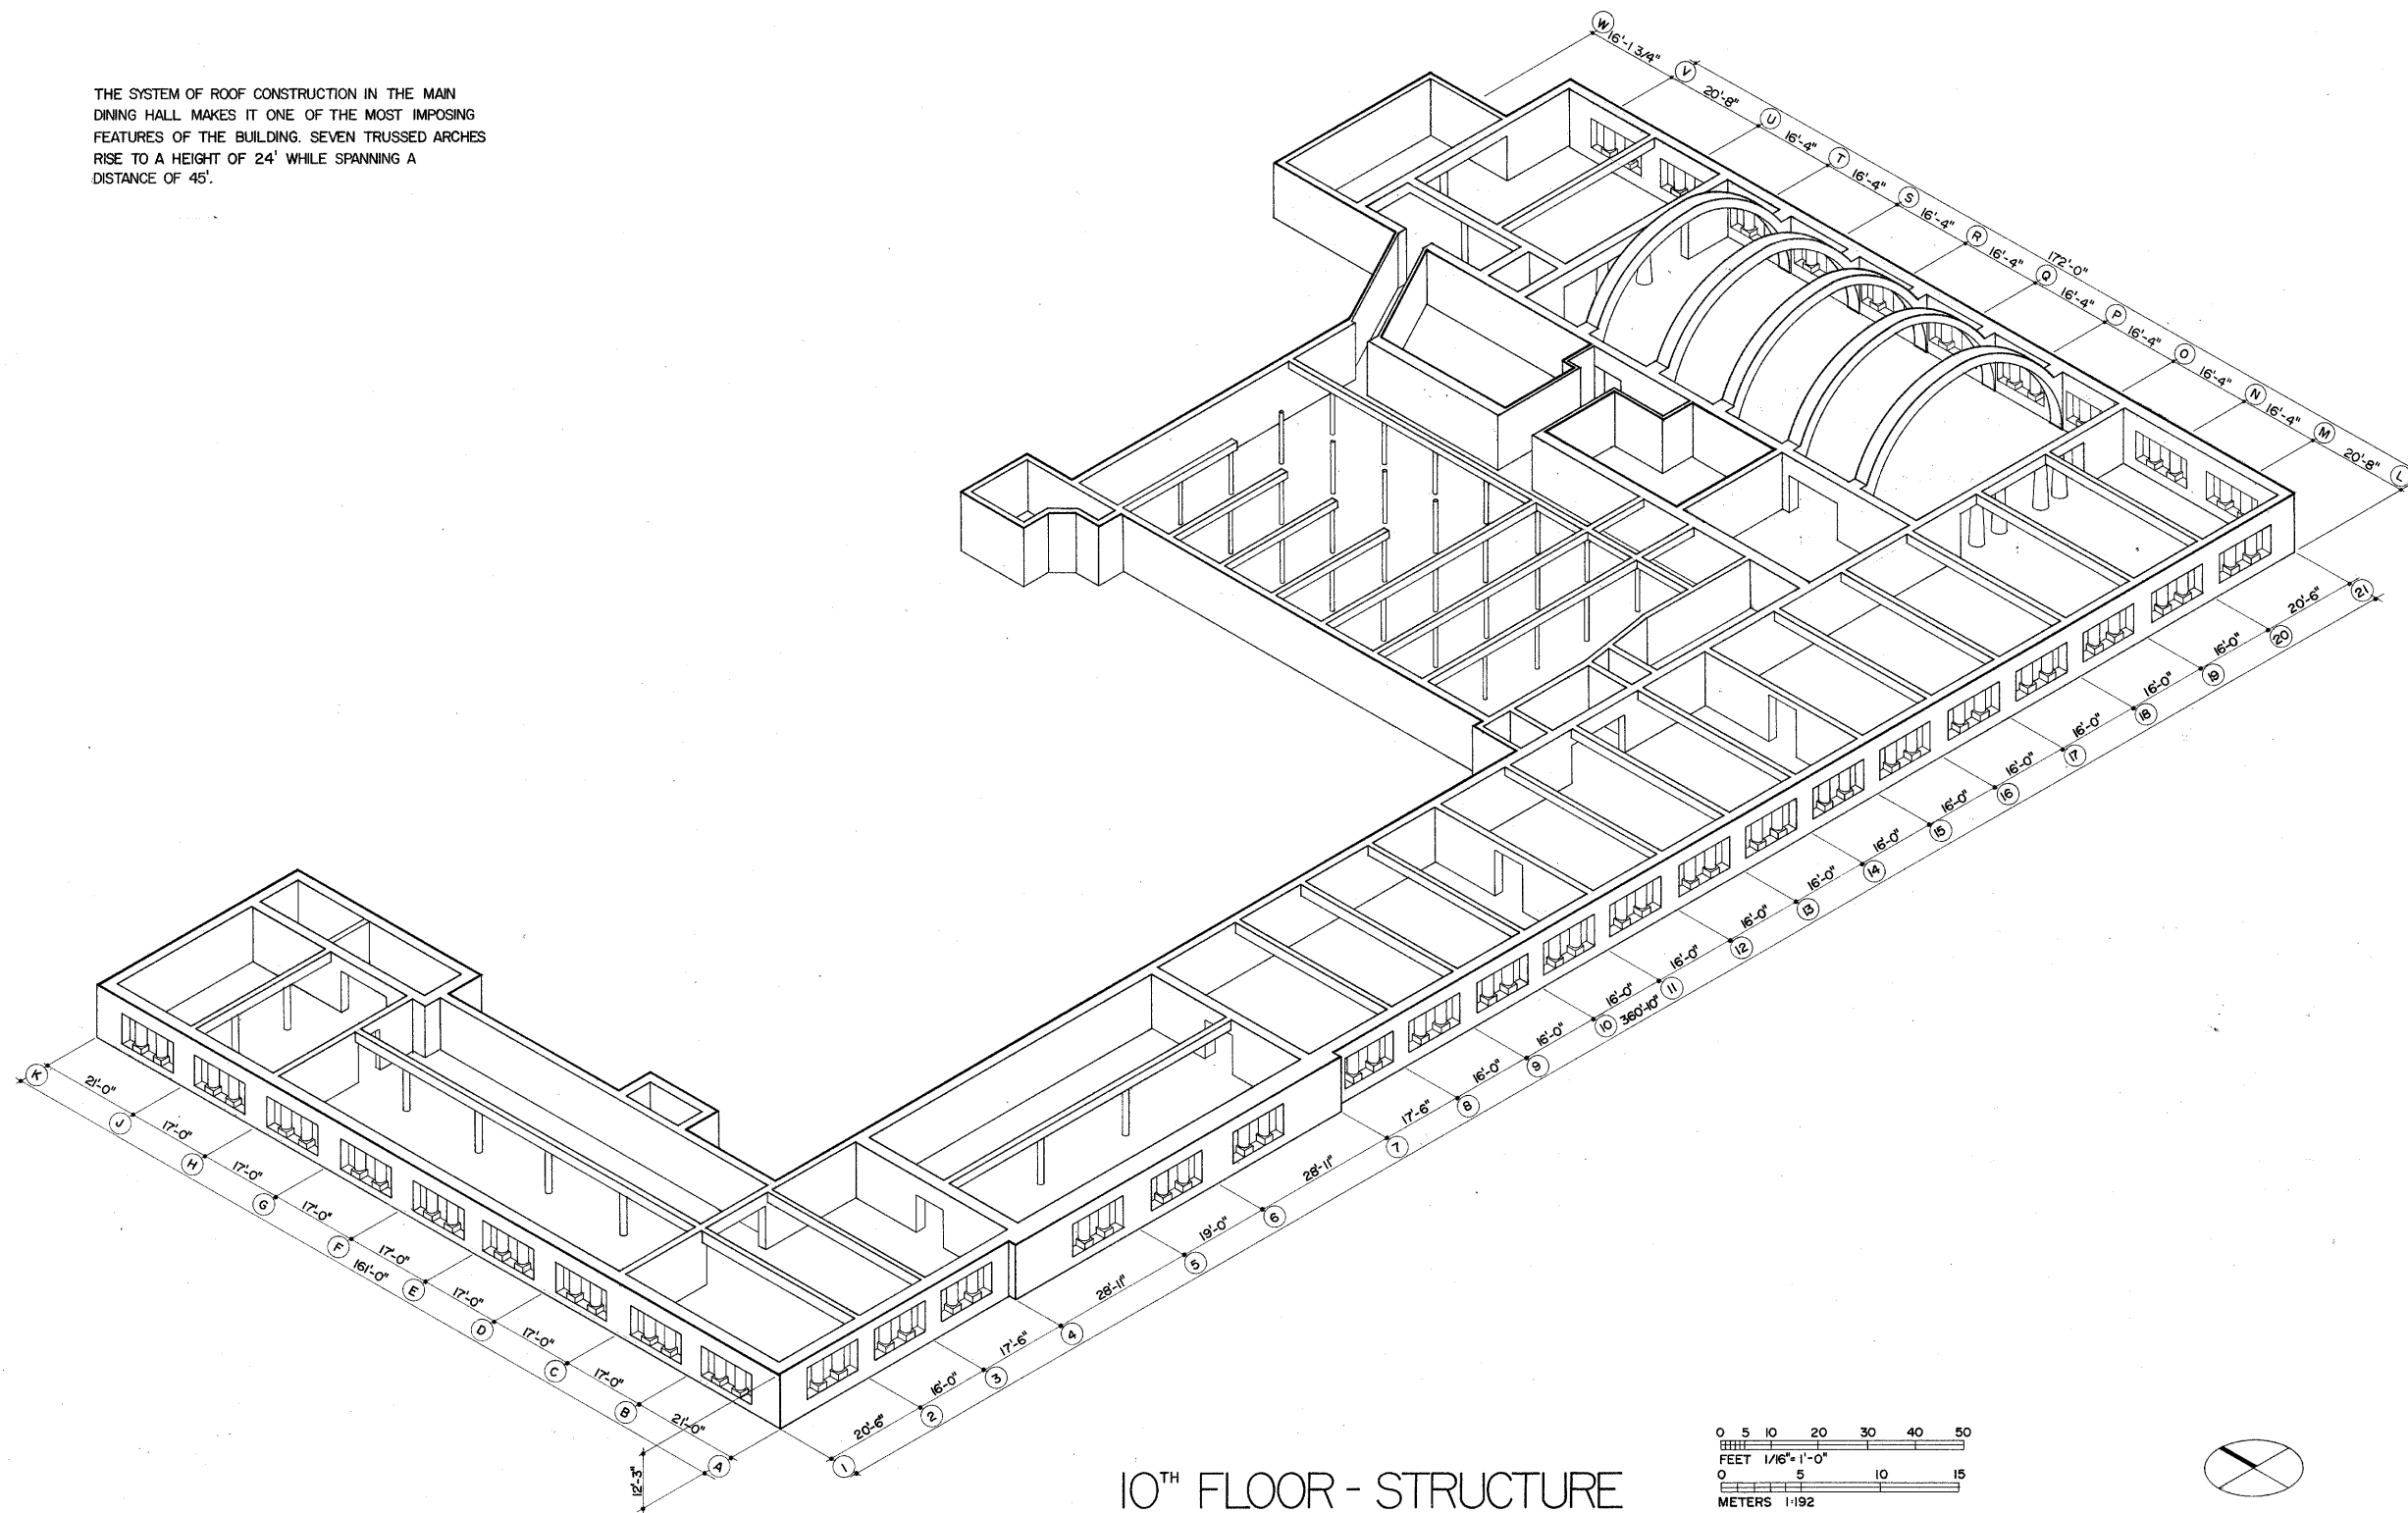 THE SYSTEM OF ROOF CONSTRUCTION IN THE MAIN
DINING HALL MAKES IT ONE OF THE MOST IMPOSING
FEATURES OF THE BUILDING. SEVEN TRUSSED ARCHES
RISE TO A HEIGHT OF 24' WHILE SPANNING A
DISTANCE OF 45'.
W
16'-1 3/4"
V
20'-8"
U
16'-4"
T
16'-4"
S
16'-4"
R
16'-4"
172'-0"
Q
16'-4"
P
16'-4"
O
16'-4"
N
16'-4"
M
20'-8"
L
21
20'-6"
20
16'-0"
19
16'-0"
18
16'-0"
17
16'-0"
16
16'-0"
15
16'-0"
14
16'-0"
13
16'-0"
12
16'-0"
11
16'-0"
360'-10"
10
16'-0"
9
16'-0"
8
17'-6"
7
28'-11"
6
19'-0"
5
28'-11"
4
17'-6"
3
16'-0"
2
20'-6"
1
K
21'-0"
J
17'-0"
H
17'-0"
G
17'-0"
F
17'-0"
161'-0"
E
17'-0"
D
17'-0"
C
17'-0"
B
21'-0"
A
12'-3"
10TH FLOOR - STRUCTURE
0 5 10 20 30 40 50
FEET 1/16"= 1'-0"
0 5 10 15
METERS 1:192